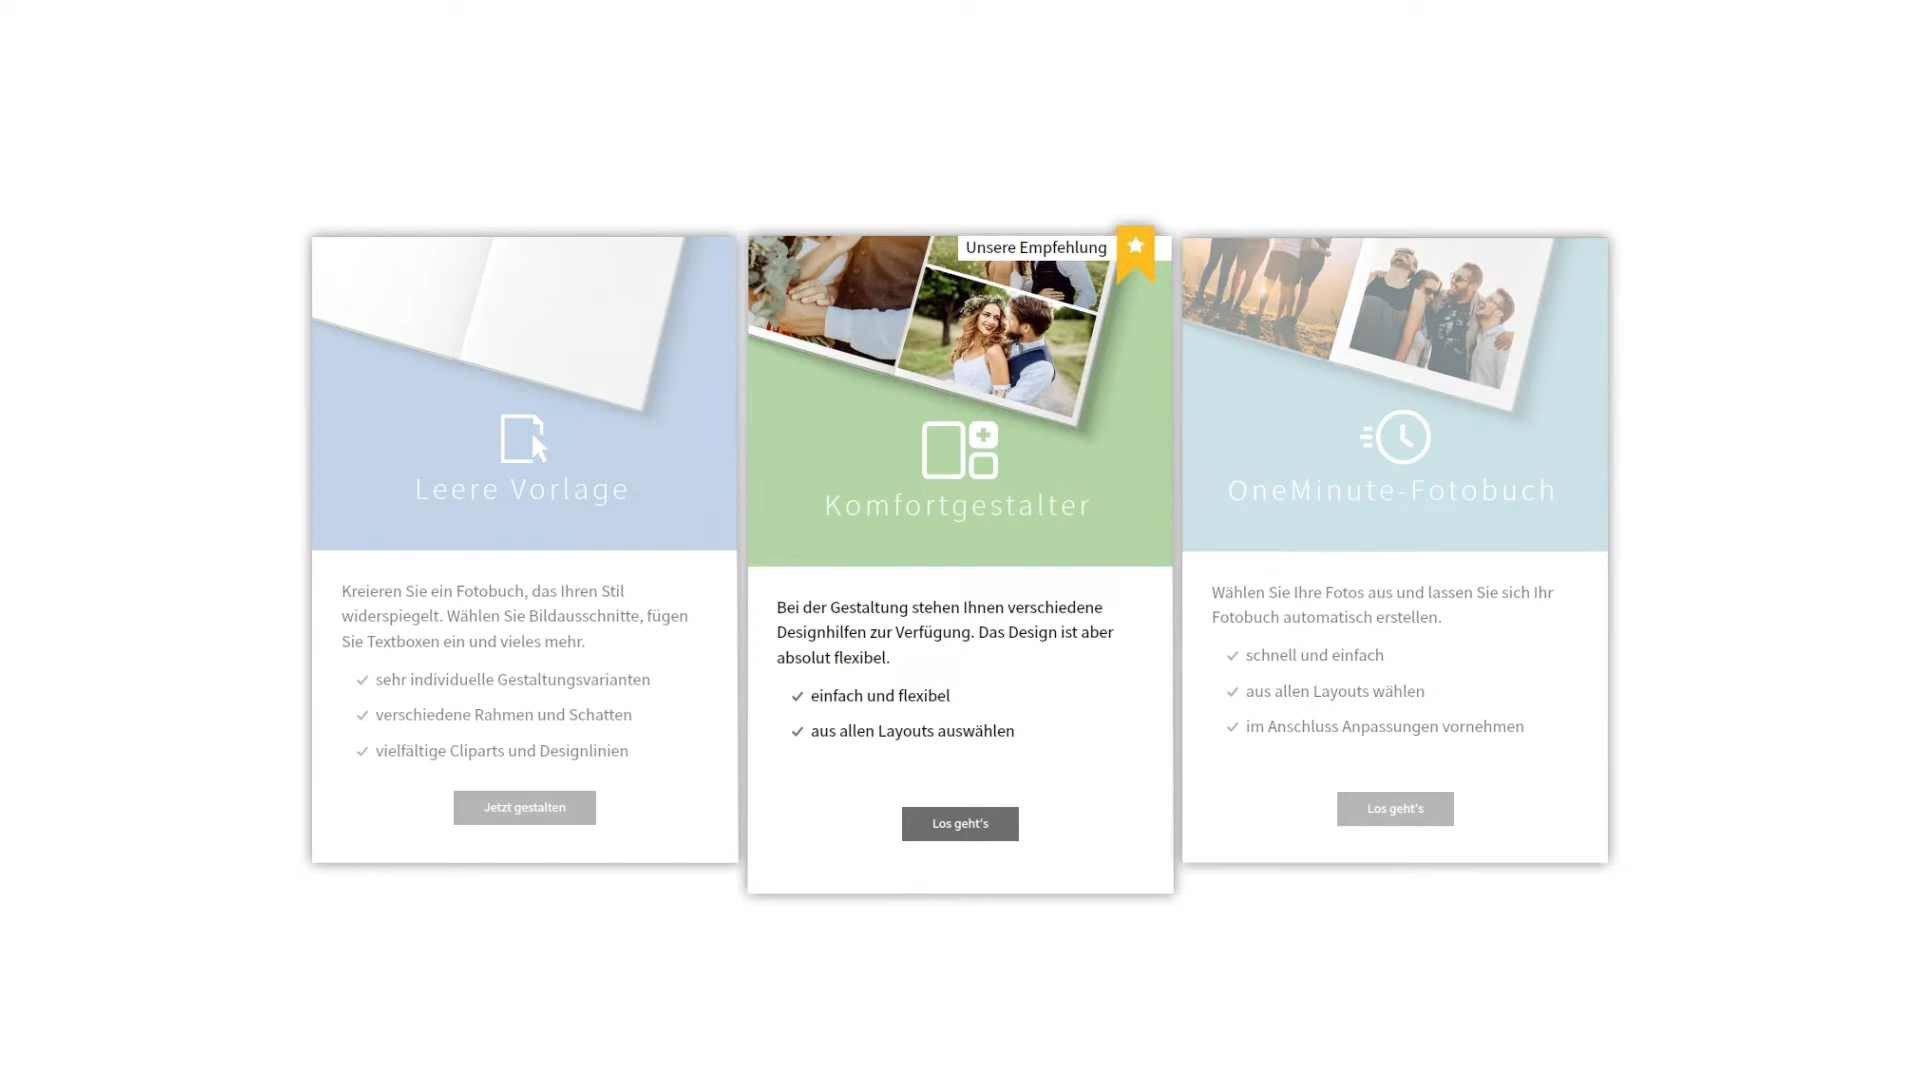 Leere Vorlage
Kreieren Sie ein Fotobuch, das Ihren Stil
widerspiegelt. Wählen Sie Bildausschnitte, fügen
Sie Textboxen ein und vieles mehr.
sehr individuelle Gestaltungsvarianten
verschiedene Rahmen und Schatten
vielfältige Cliparts und Designlinien
Jetzt gestalten
Unsere Empfehlung
Komfortgestalter
Bei der Gestaltung stehen Ihnen verschiedene
Designhilfen zur Verfügung. Das Design ist aber
absolut flexibel.
einfach und flexibel
aus allen Layouts auswählen
Los geht's
OneMinute-Fotobuch
Wählen Sie Ihre Fotos aus und lassen Sie sich Ihr
Fotobuch automatisch erstellen.
schnell und einfach
aus allen Layouts wählen
im Anschluss Anpassungen vornehmen
Los geht's